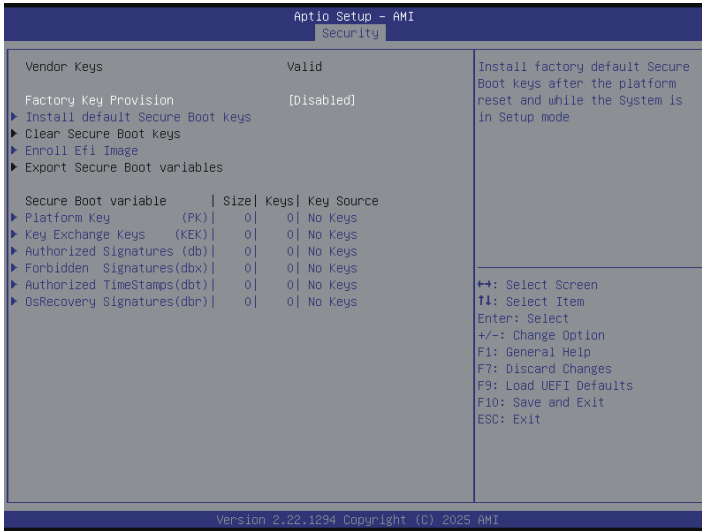 Aptio Setup – AMI
Security
Vendor Keys Valid
Factory Key Provision [Disabled]
Install default Secure Boot keys
Clear Secure Boot keys
Enroll Efi Image
Export Secure Boot variables
Secure Boot variable | Size| Keys| Key Source
Platform Key (PK)| 0| 0| No Keys
Key Exchange Keys (KEK)| 0| 0| No Keys
Authorized Signatures (db)| 0| 0| No Keys
Forbidden Signatures(dbx)| 0| 0| No Keys
Authorized TimeStamps(dbt)| 0| 0| No Keys
OsRecovery Signatures(dbr)| 0| 0| No Keys
Install factory default Secure
Boot keys after the platform
reset and while the System is
in Setup mode
↔: Select Screen
↑↓: Select Item
Enter: Select
+/-: Change Option
F1: General Help
F7: Discard Changes
F9: Load UEFI Defaults
F10: Save and Exit
ESC: Exit
Version 2.22.1294 Copyright (C) 2025 AMI